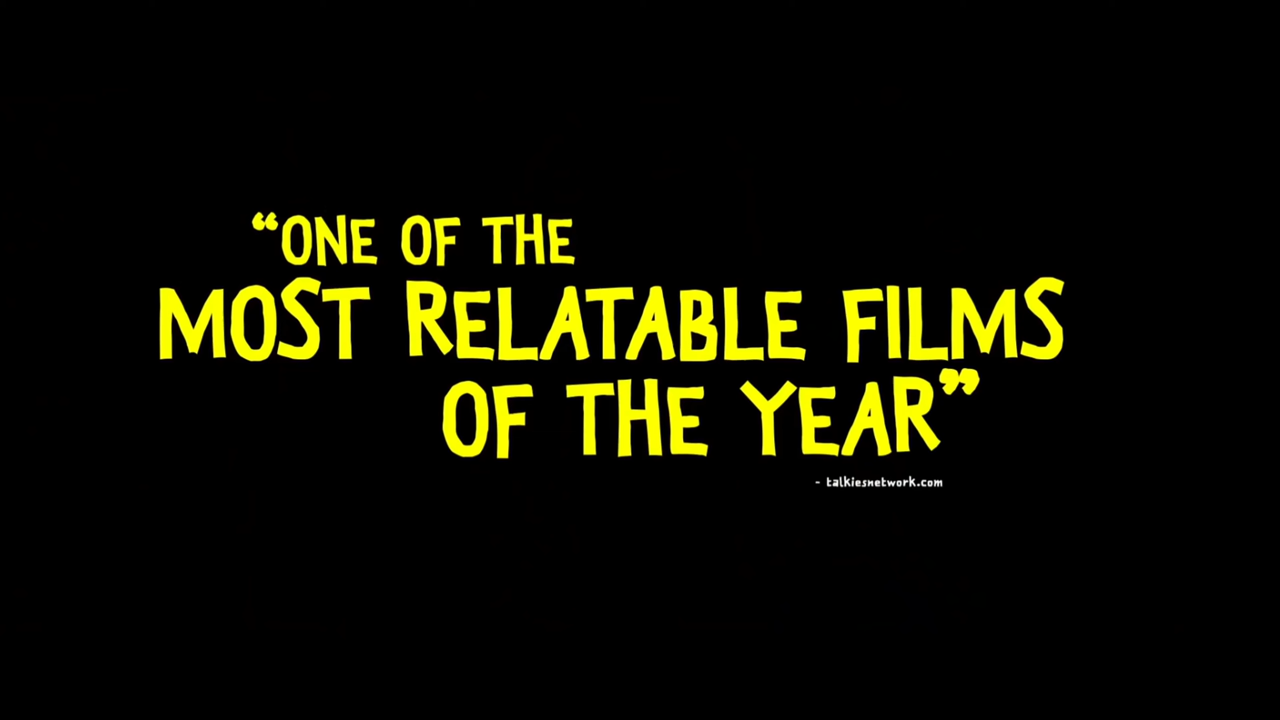 “ONE OF THE
MOST RELATABLE FILMS
OF THE YEAR”
- talkiesnetwork.com